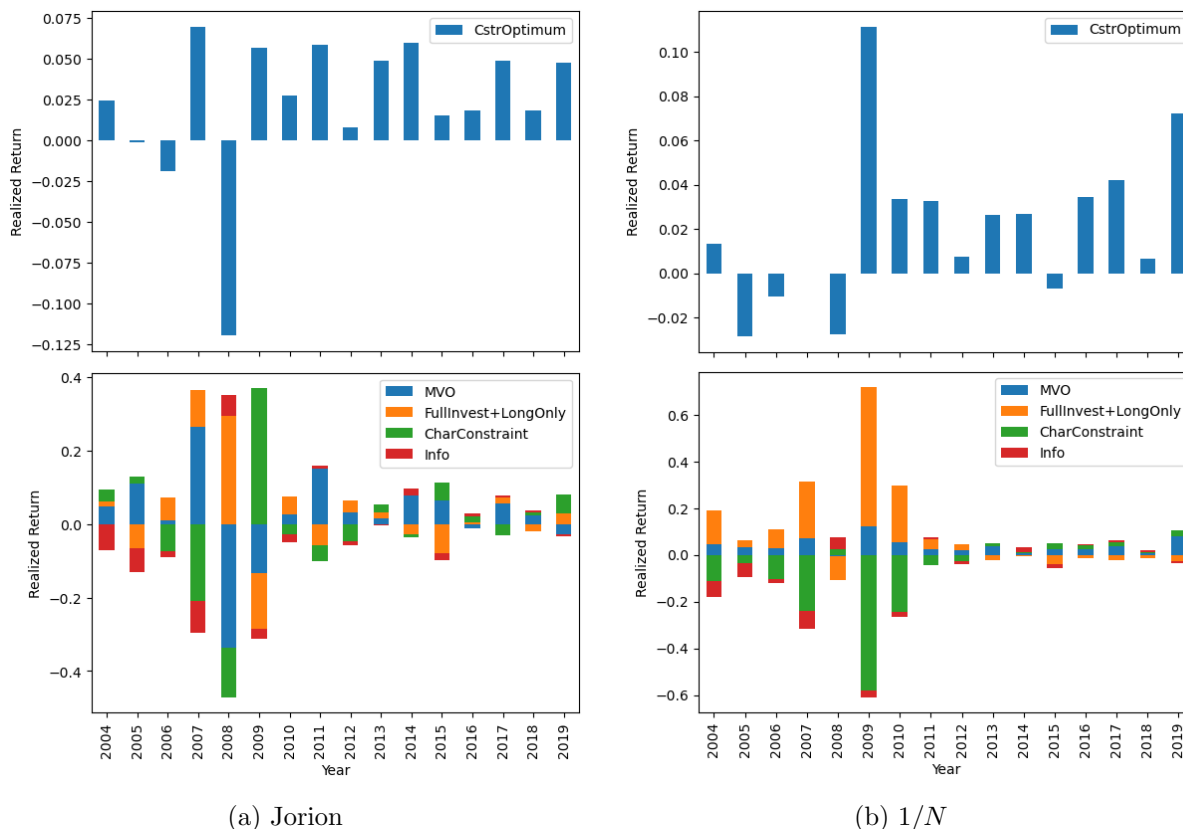 0.075
0.050
0.025
0.000
−0.025
−0.050
−0.075
−0.100
−0.125
Realized Return
CstrOptimum
0.10
0.08
0.06
0.04
0.02
0.00
−0.02
Realized Return
CstrOptimum
0.4
0.2
0.0
−0.2
−0.4
Realized Return
MVO
FullInvest+LongOnly
CharConstraint
Info
2004 2005 2006 2007 2008 2009 2010 2011 2012 2013 2014 2015 2016 2017 2018 2019
Year
0.6
0.4
0.2
0.0
−0.2
−0.4
−0.6
Realized Return
MVO
FullInvest+LongOnly
CharConstraint
Info
2004 2005 2006 2007 2008 2009 2010 2011 2012 2013 2014 2015 2016 2017 2018 2019
Year
(a) Jorion
(b) 1/N